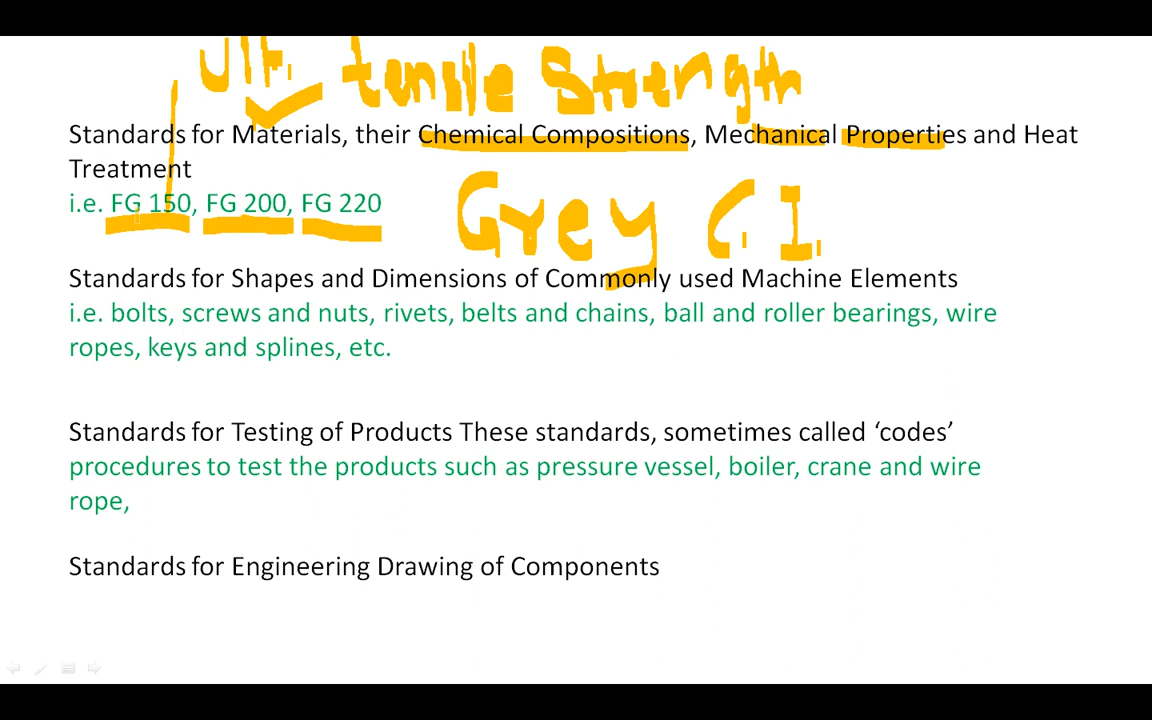 Ult. tensile Strength
Standards for Materials, their Chemical Compositions, Mechanical Properties and Heat
Treatment
i.e. FG 150, FG 200, FG 220
Grey C.I.
Standards for Shapes and Dimensions of Commonly used Machine Elements
i.e. bolts, screws and nuts, rivets, belts and chains, ball and roller bearings, wire
ropes, keys and splines, etc.
Standards for Testing of Products These standards, sometimes called ‘codes’
procedures to test the products such as pressure vessel, boiler, crane and wire
rope,
Standards for Engineering Drawing of Components